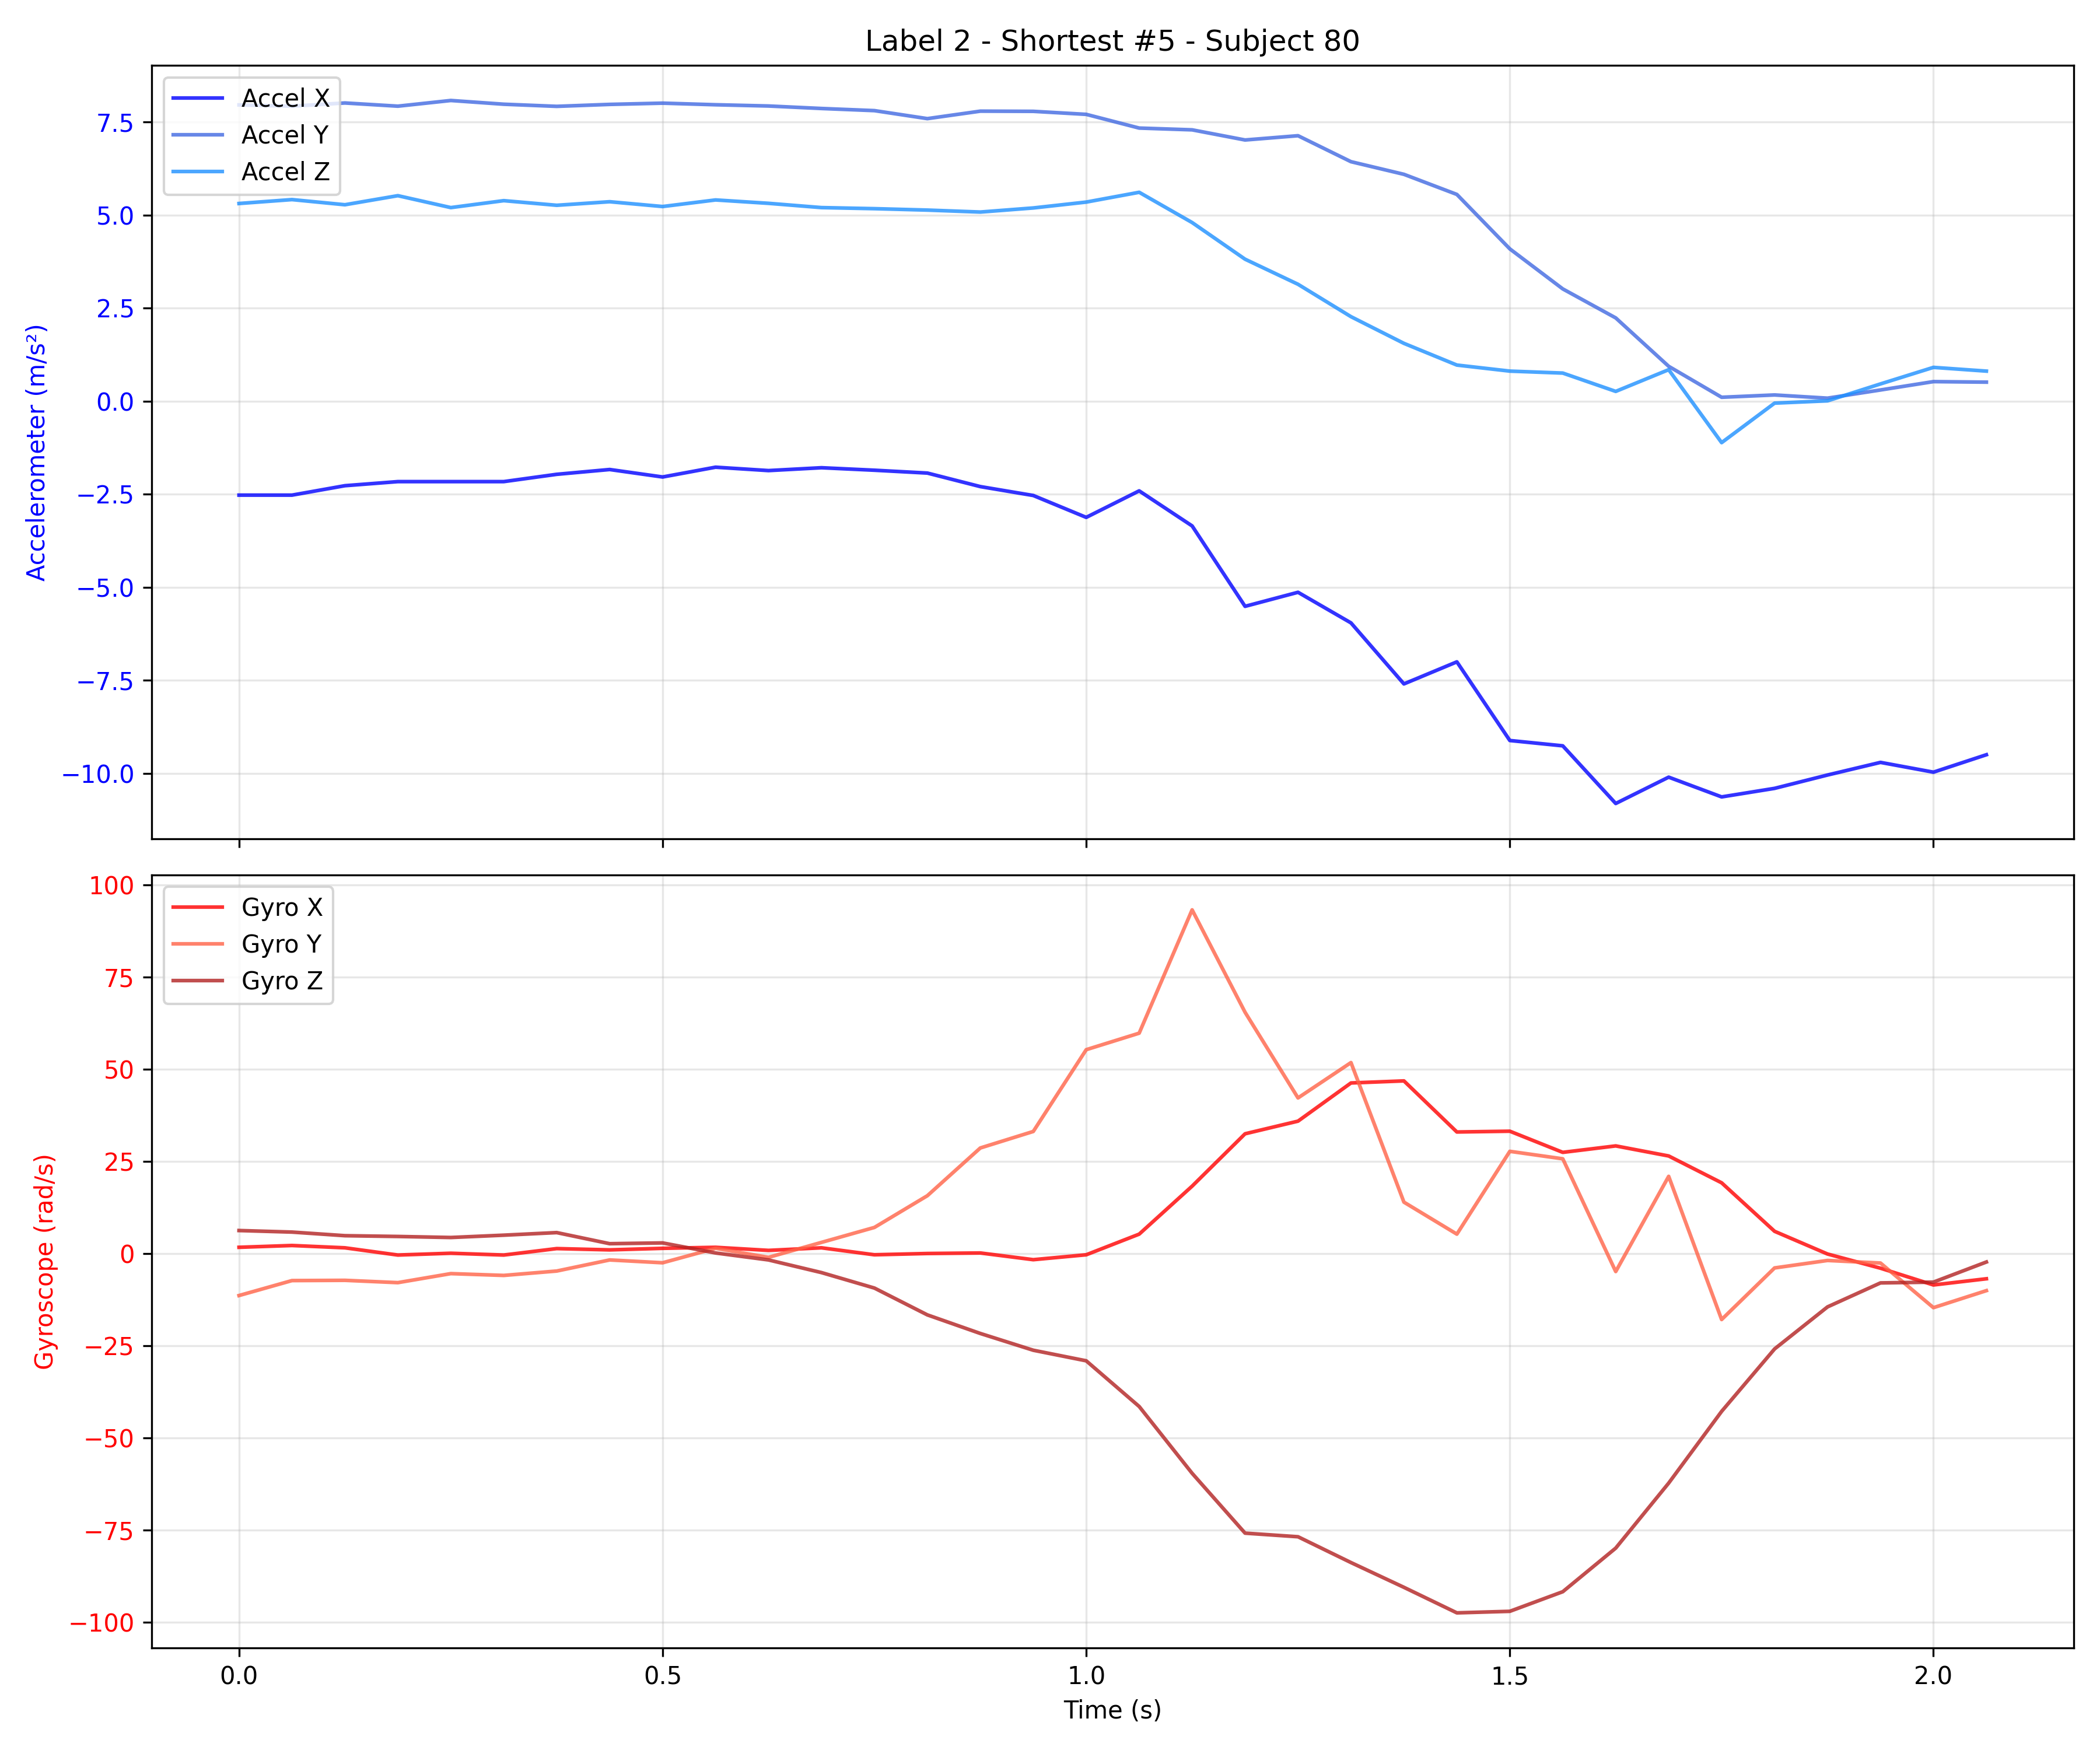 Label 2 - Shortest #5 - Subject 80
Accel X
Accel Y
Accel Z
7.5
5.0
2.5
0.0
−2.5
−5.0
−7.5
−10.0
Accelerometer (m/s²)
Gyro X
Gyro Y
Gyro Z
100
75
50
25
0
−25
−50
−75
−100
Gyroscope (rad/s)
0.0 0.5 1.0 1.5 2.0
Time (s)